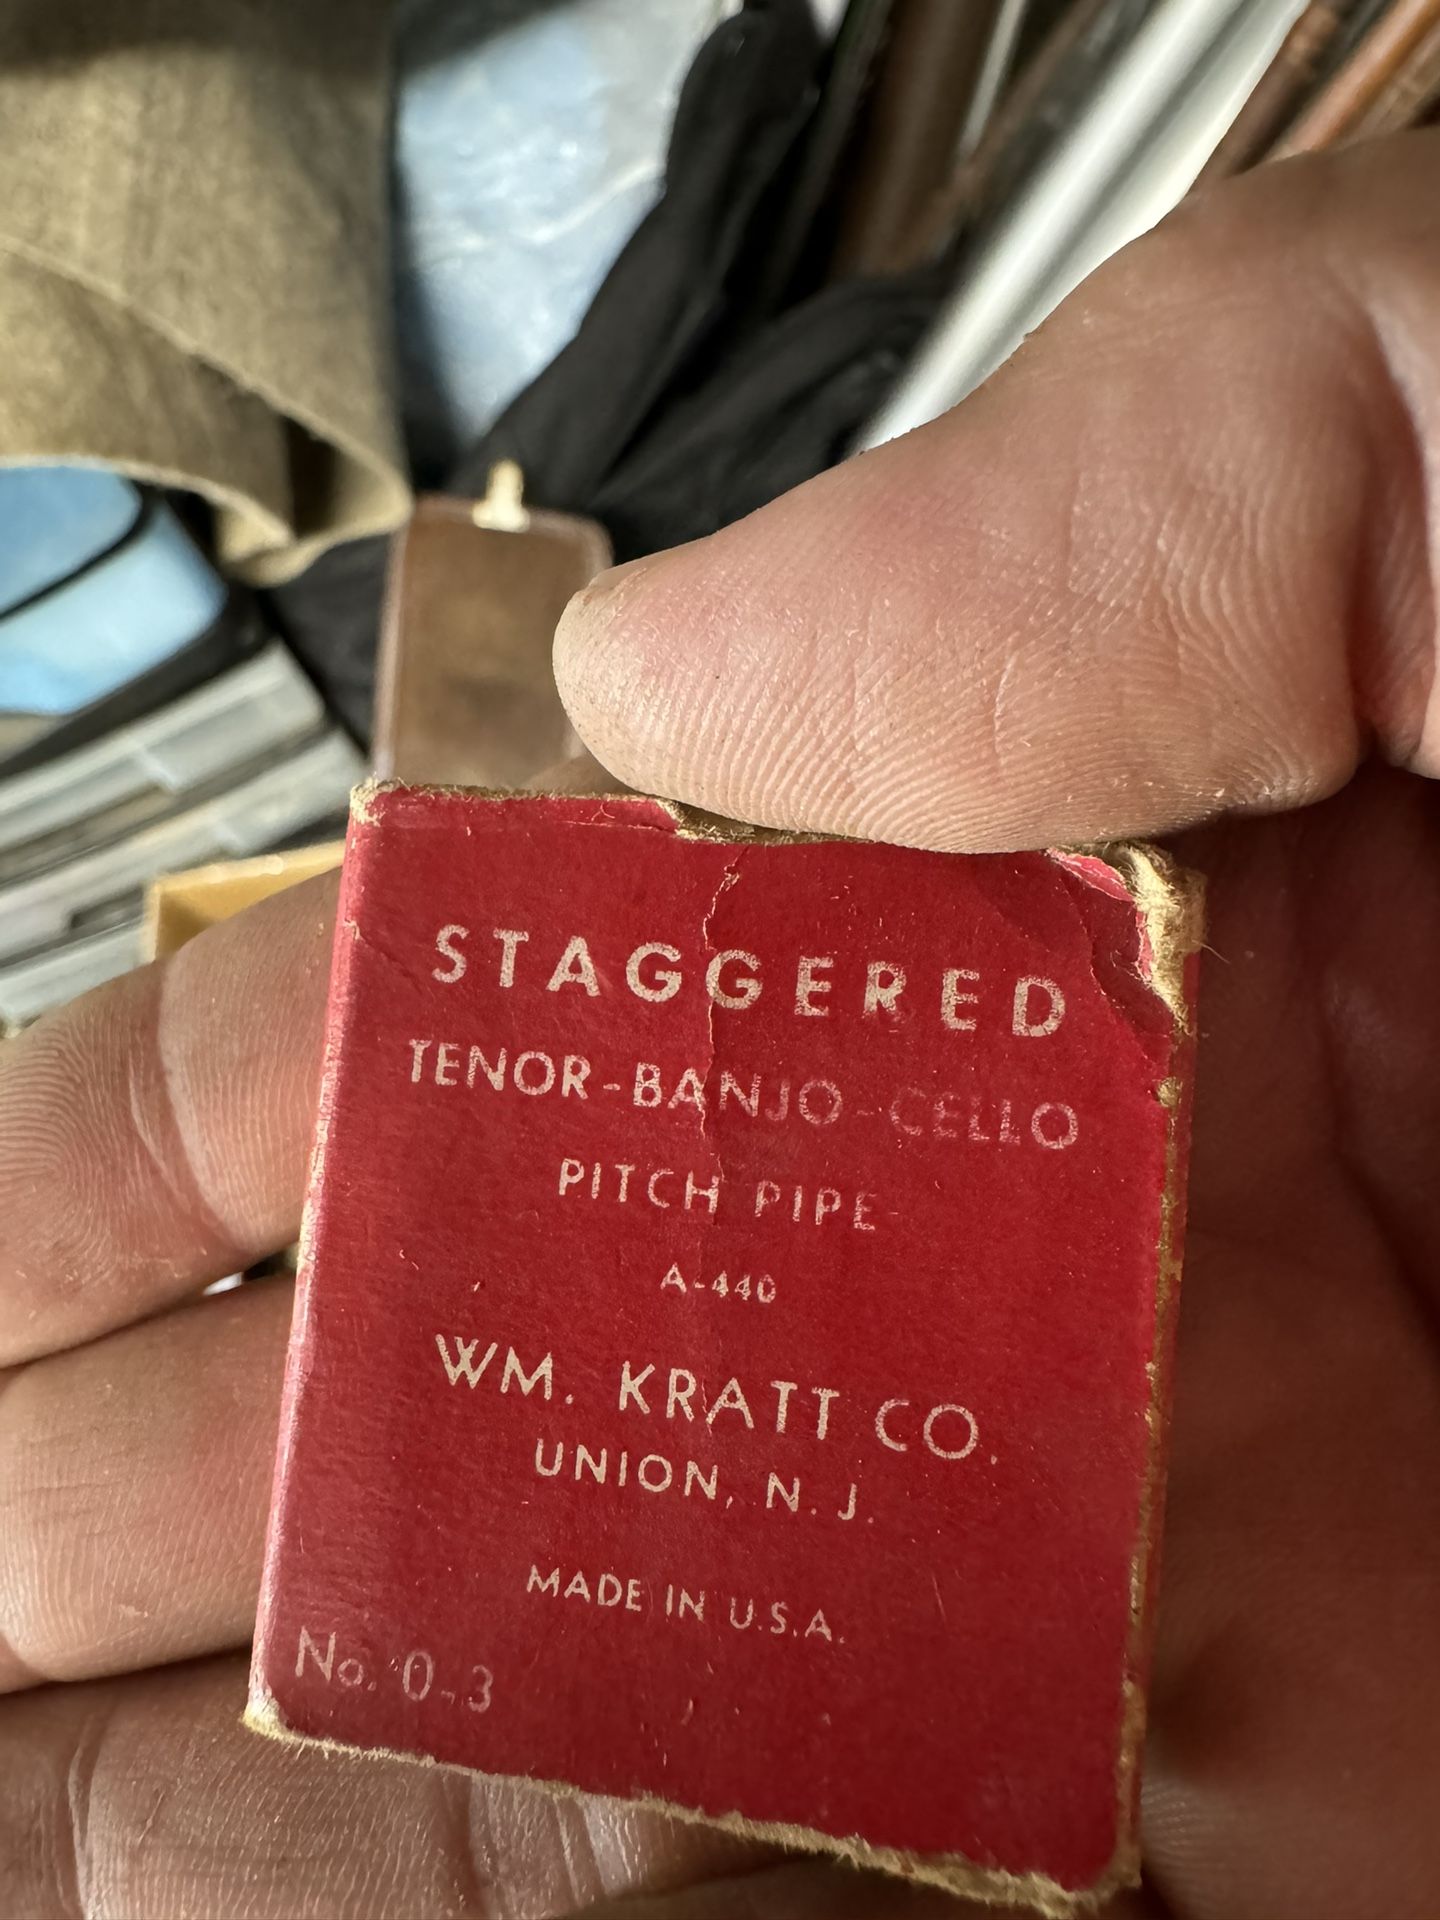 STAGGERED
TENOR-BANJO-CELLO
PITCH PIPE
A-440
WM. KRATT CO.
UNION, N. J.
MADE IN U.S.A.
No. 0-3